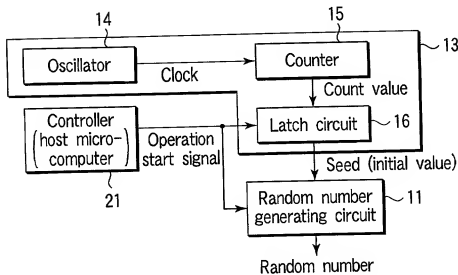 14
15
13
Oscillator
Clock
Counter
Count value
Controller
(host micro-
computer)
Operation
start signal
Latch circuit
16
21
Seed (initial value)
Random number
generating circuit
11
Random number